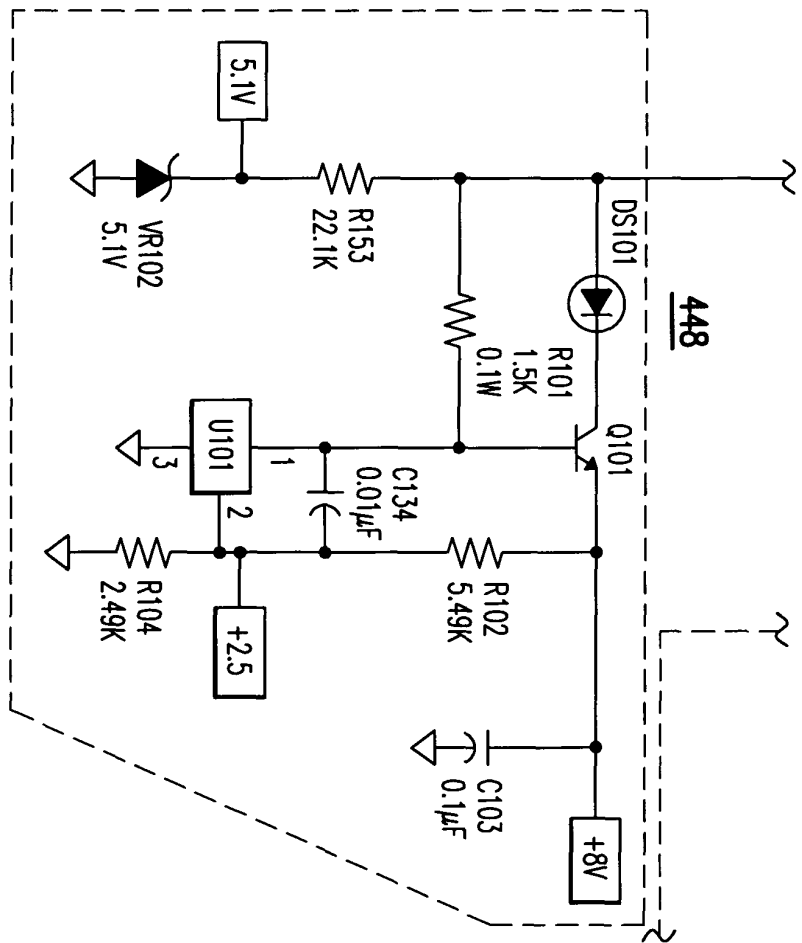 448
DS101
5.1V
R153
22.1K
VR102
5.1V
R101
1.5K
0.1W
Q101
U101
1
2
3
C134
0.01µF
R102
5.49K
R104
2.49K
+2.5
C103
0.1µF
+8V